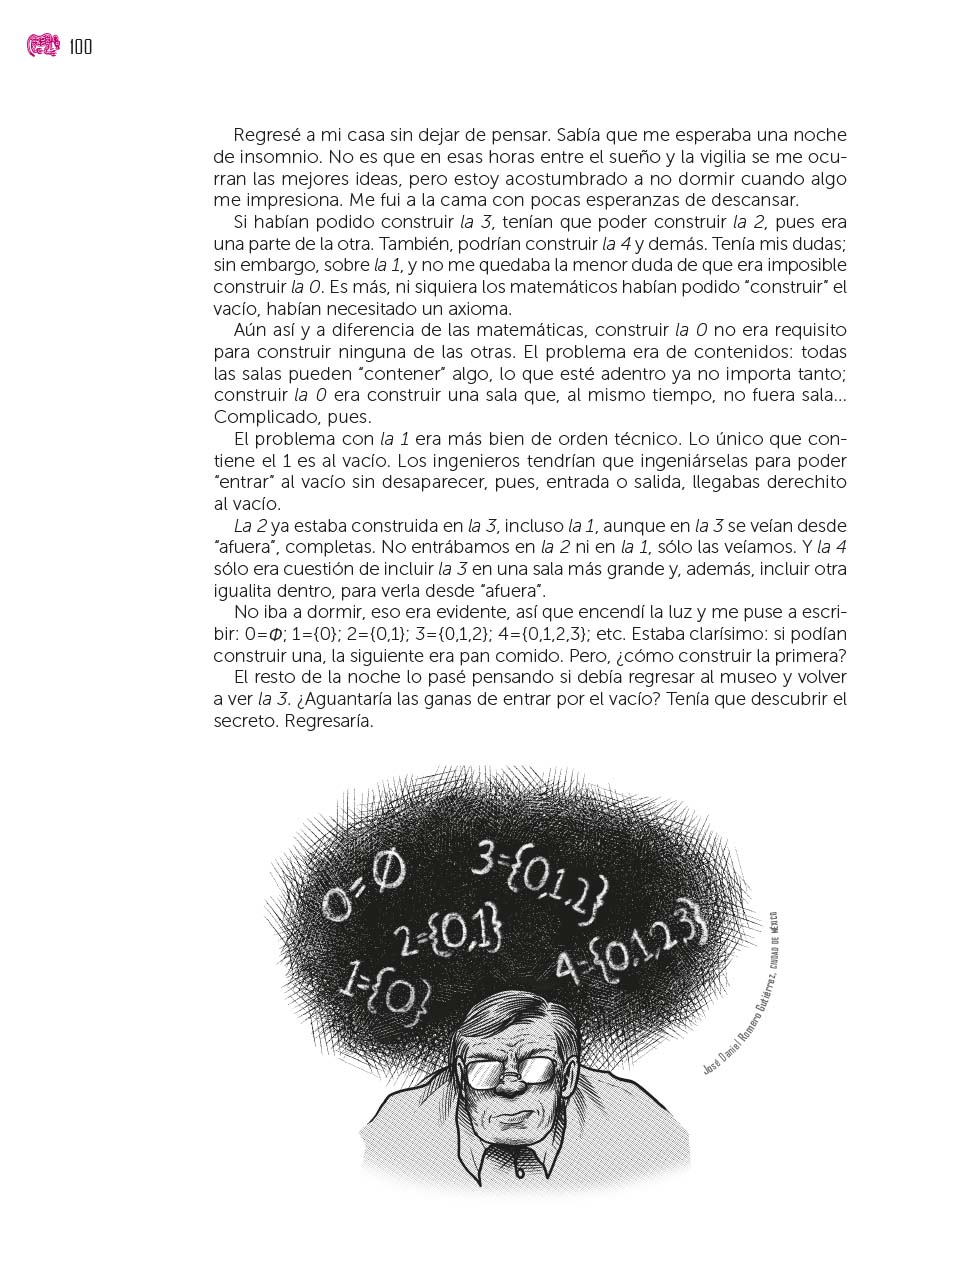 100
Regresé a mi casa sin dejar de pensar. Sabía que me esperaba una noche
de insomnio. No es que en esas horas entre el sueño y la vigilia se me ocu-
rran las mejores ideas, pero estoy acostumbrado a no dormir cuando algo
me impresiona. Me fui a la cama con pocas esperanzas de descansar.
Si habían podido construir la 3, tenían que poder construir la 2, pues era
una parte de la otra. También, podrían construir la 4 y demás. Tenía mis dudas;
sin embargo, sobre la 1, y no me quedaba la menor duda de que era imposible
construir la 0. Es más, ni siquiera los matemáticos habían podido “construir” el
vacío, habían necesitado un axioma.
Aún así y a diferencia de las matemáticas, construir la 0 no era requisito
para construir ninguna de las otras. El problema era de contenidos: todas
las salas pueden “contener” algo, lo que esté adentro ya no importa tanto;
construir la 0 era construir una sala que, al mismo tiempo, no fuera sala...
Complicado, pues.
El problema con la 1 era más bien de orden técnico. Lo único que con-
tiene el 1 es al vacío. Los ingenieros tendrían que ingeniárselas para poder
“entrar” al vacío sin desaparecer, pues, entrada o salida, llegabas derechito
al vacío.
La 2 ya estaba construida en la 3, incluso la 1, aunque en la 3 se veían desde
“afuera”, completas. No entrábamos en la 2 ni en la 1, sólo las veíamos. Y la 4
sólo era cuestión de incluir la 3 en una sala más grande y, además, incluir otra
igualita dentro, para verla desde “afuera”.
No iba a dormir, eso era evidente, así que encendí la luz y me puse a escri-
bir: 0=Φ; 1={0}; 2={0,1}; 3={0,1,2}; 4={0,1,2,3}; etc. Estaba clarísimo: si podían
construir una, la siguiente era pan comido. Pero, ¿cómo construir la primera?
El resto de la noche lo pasé pensando si debía regresar al museo y volver
a ver la 3. ¿Aguantaría las ganas de entrar por el vacío? Tenía que descubrir el
secreto. Regresaría.
0=Ø
3={0,1,2}
2={0,1}
4={0,1,2,3}
1={0}
José Daniel Romero Gutiérrez, CIUDAD DE MÉXICO